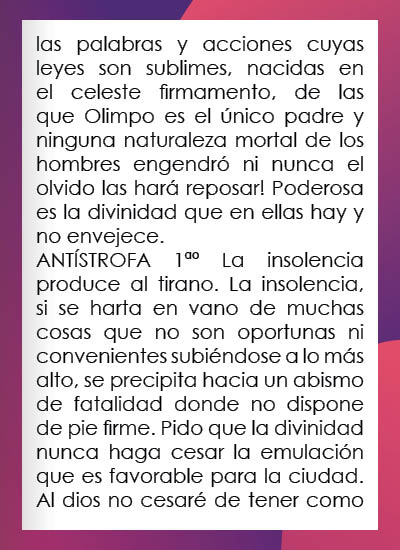 las palabras y acciones cuyas
leyes son sublimes, nacidas en
el celeste firmamento, de las
que Olimpo es el único padre y
ninguna naturaleza mortal de los
hombres engendró ni nunca el
olvido las hará reposar! Poderosa
es la divinidad que en ellas hay y
no envejece.
ANTÍSTROFA 1ªº La insolencia
produce al tirano. La insolencia,
si se harta en vano de muchas
cosas que no son oportunas ni
convenientes subiéndose a lo más
alto, se precipita hacia un abismo
de fatalidad donde no dispone
de pie firme. Pido que la divinidad
nunca haga cesar la emulación
que es favorable para la ciudad.
Al dios no cesaré de tener como